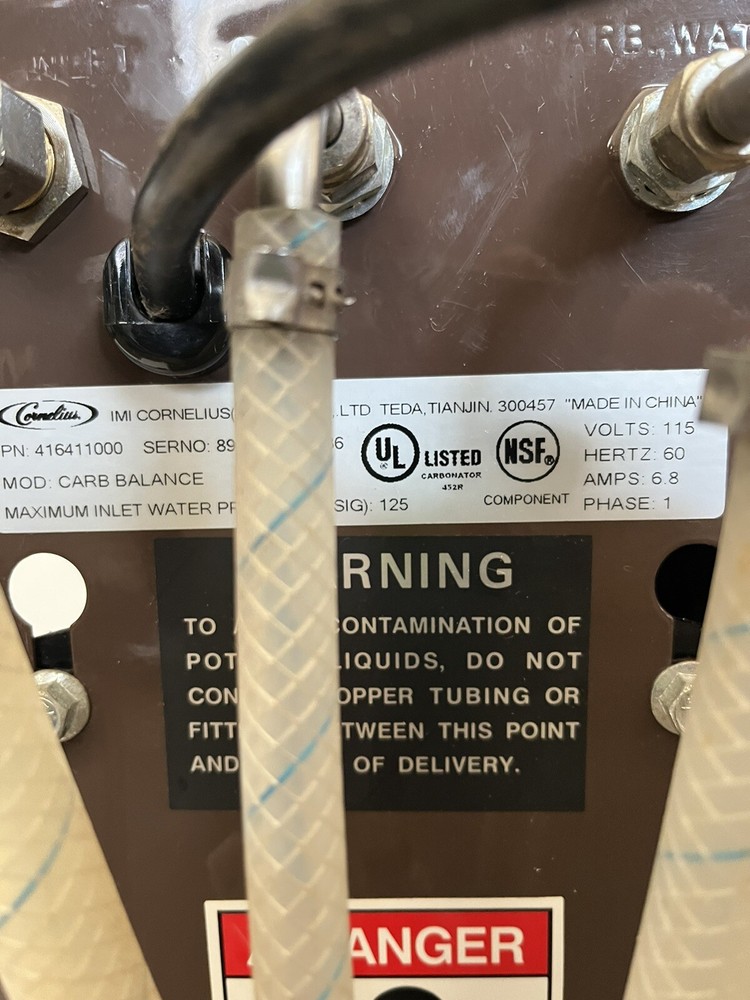 INLET
ARB. WAT
Cornelius. IMI CORNELIUS( .LTD TEDA,TIANJIN. 300457 "MADE IN CHINA"
PN: 416411000 SERNO: 89 6
MOD: CARB BALANCE
MAXIMUM INLET WATER PR SIG): 125
UL LISTED
CARBONATOR
452R
NSF®
COMPONENT
VOLTS: 115
HERTZ: 60
AMPS: 6.8
PHASE: 1
RNING
TO CONTAMINATION OF
POT LIQUIDS, DO NOT
CON OPPER TUBING OR
FITT TWEEN THIS POINT
AND OF DELIVERY.
ANGER